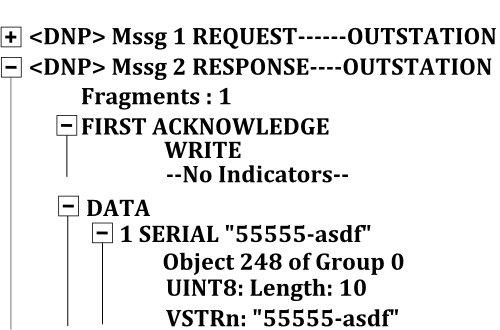 <DNP> Mssg 1 REQUEST------OUTSTATION
<DNP> Mssg 2 RESPONSE----OUTSTATION
Fragments : 1
FIRST ACKNOWLEDGE
WRITE
--No Indicators--
DATA
1 SERIAL "55555-asdf"
Object 248 of Group 0
UINT8: Length: 10
VSTRn: "55555-asdf"